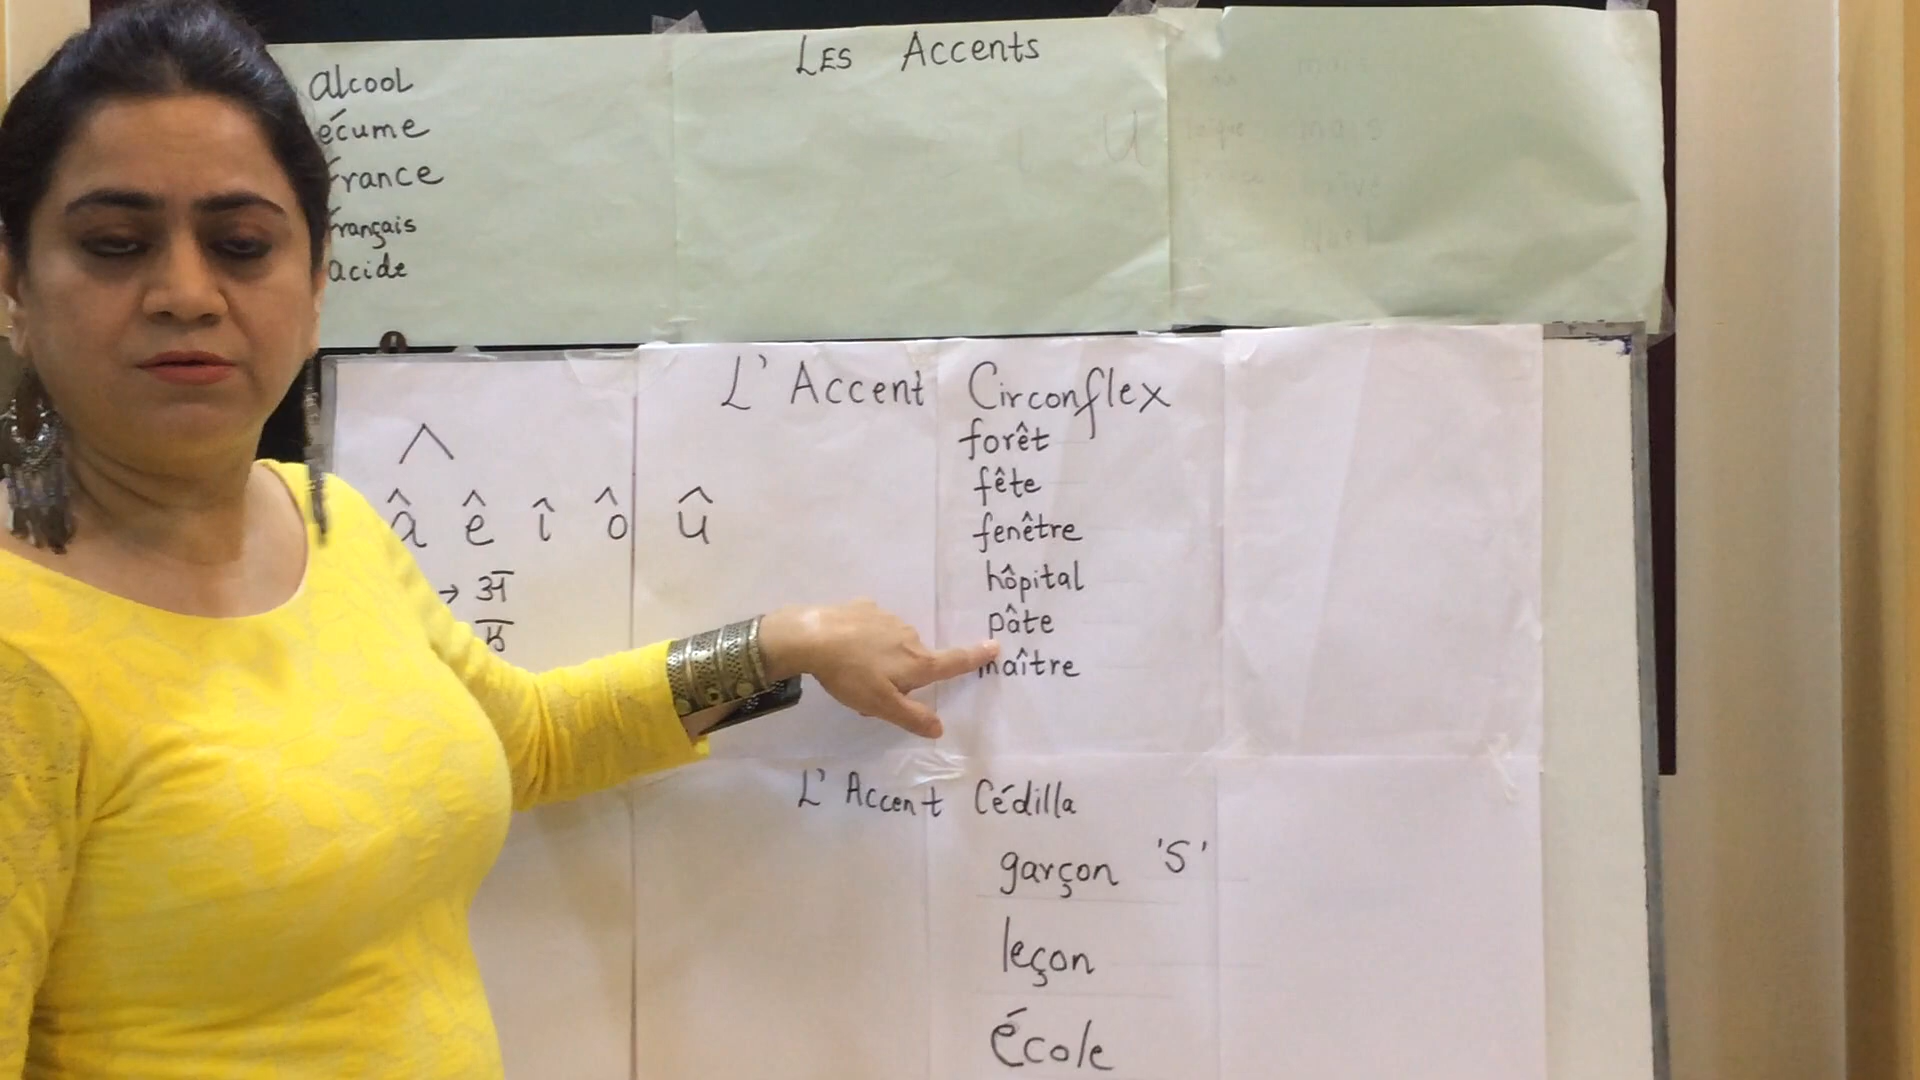 Les Accents
alcool
écume
france
français
acide
L'Accent Circonflex
^
â ê î ô û
→ अ
forêt
fête
fenêtre
hôpital
pâte
maître
L'Accent Cédilla
garçon 'S'
leçon
école